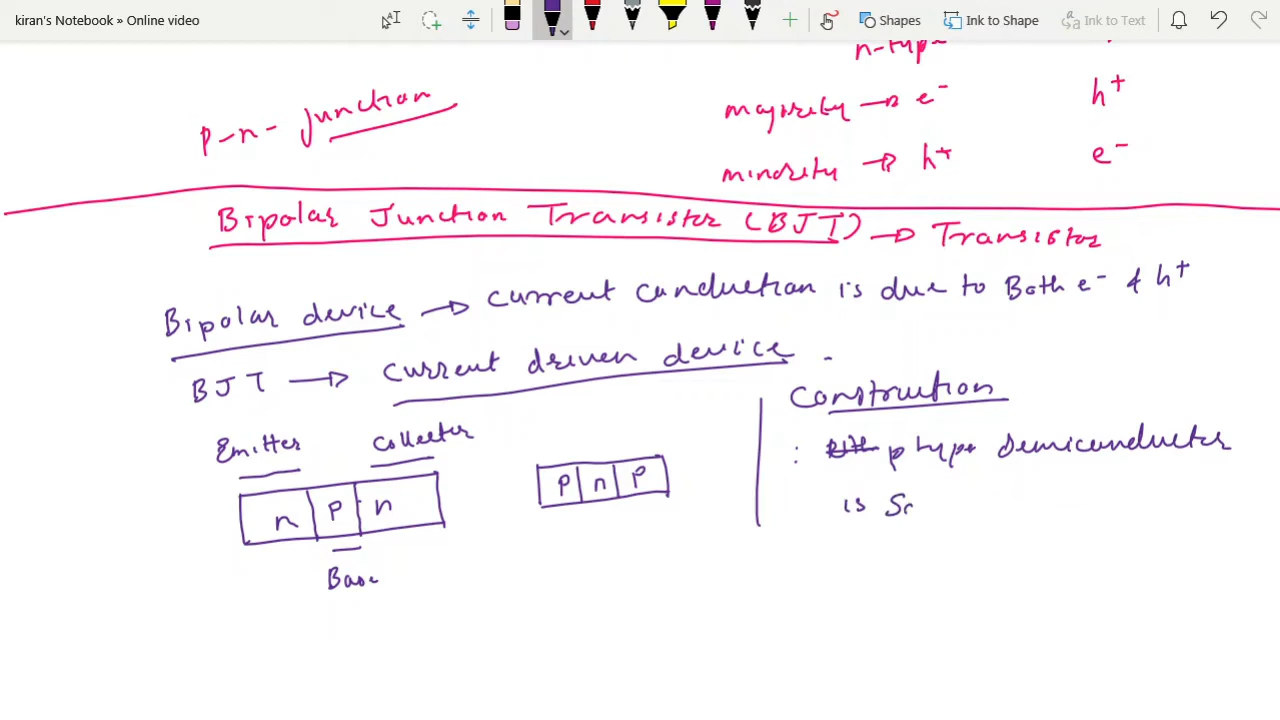 kiran's Notebook » Online video
Shapes
Ink to Shape
Ink to Text
n-type
p-n- junction
majority → e⁻ h⁺
minority → h⁺ e⁻
Bipolar Junction Transister (BJT) → Transistor
Bipolar device → current conduction is due to Both e⁻ & h⁺
BJT → current driven device.
Construction
Emitter Collector
: p type semiconductor
n p n
p n p
is
Base